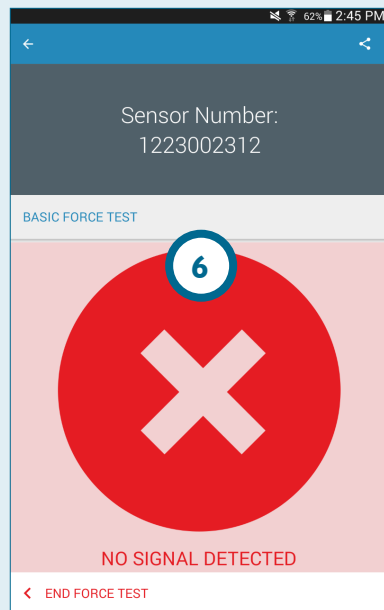 62% 2:45 PM
Sensor Number:
1223002312
BASIC FORCE TEST
6
NO SIGNAL DETECTED
END FORCE TEST